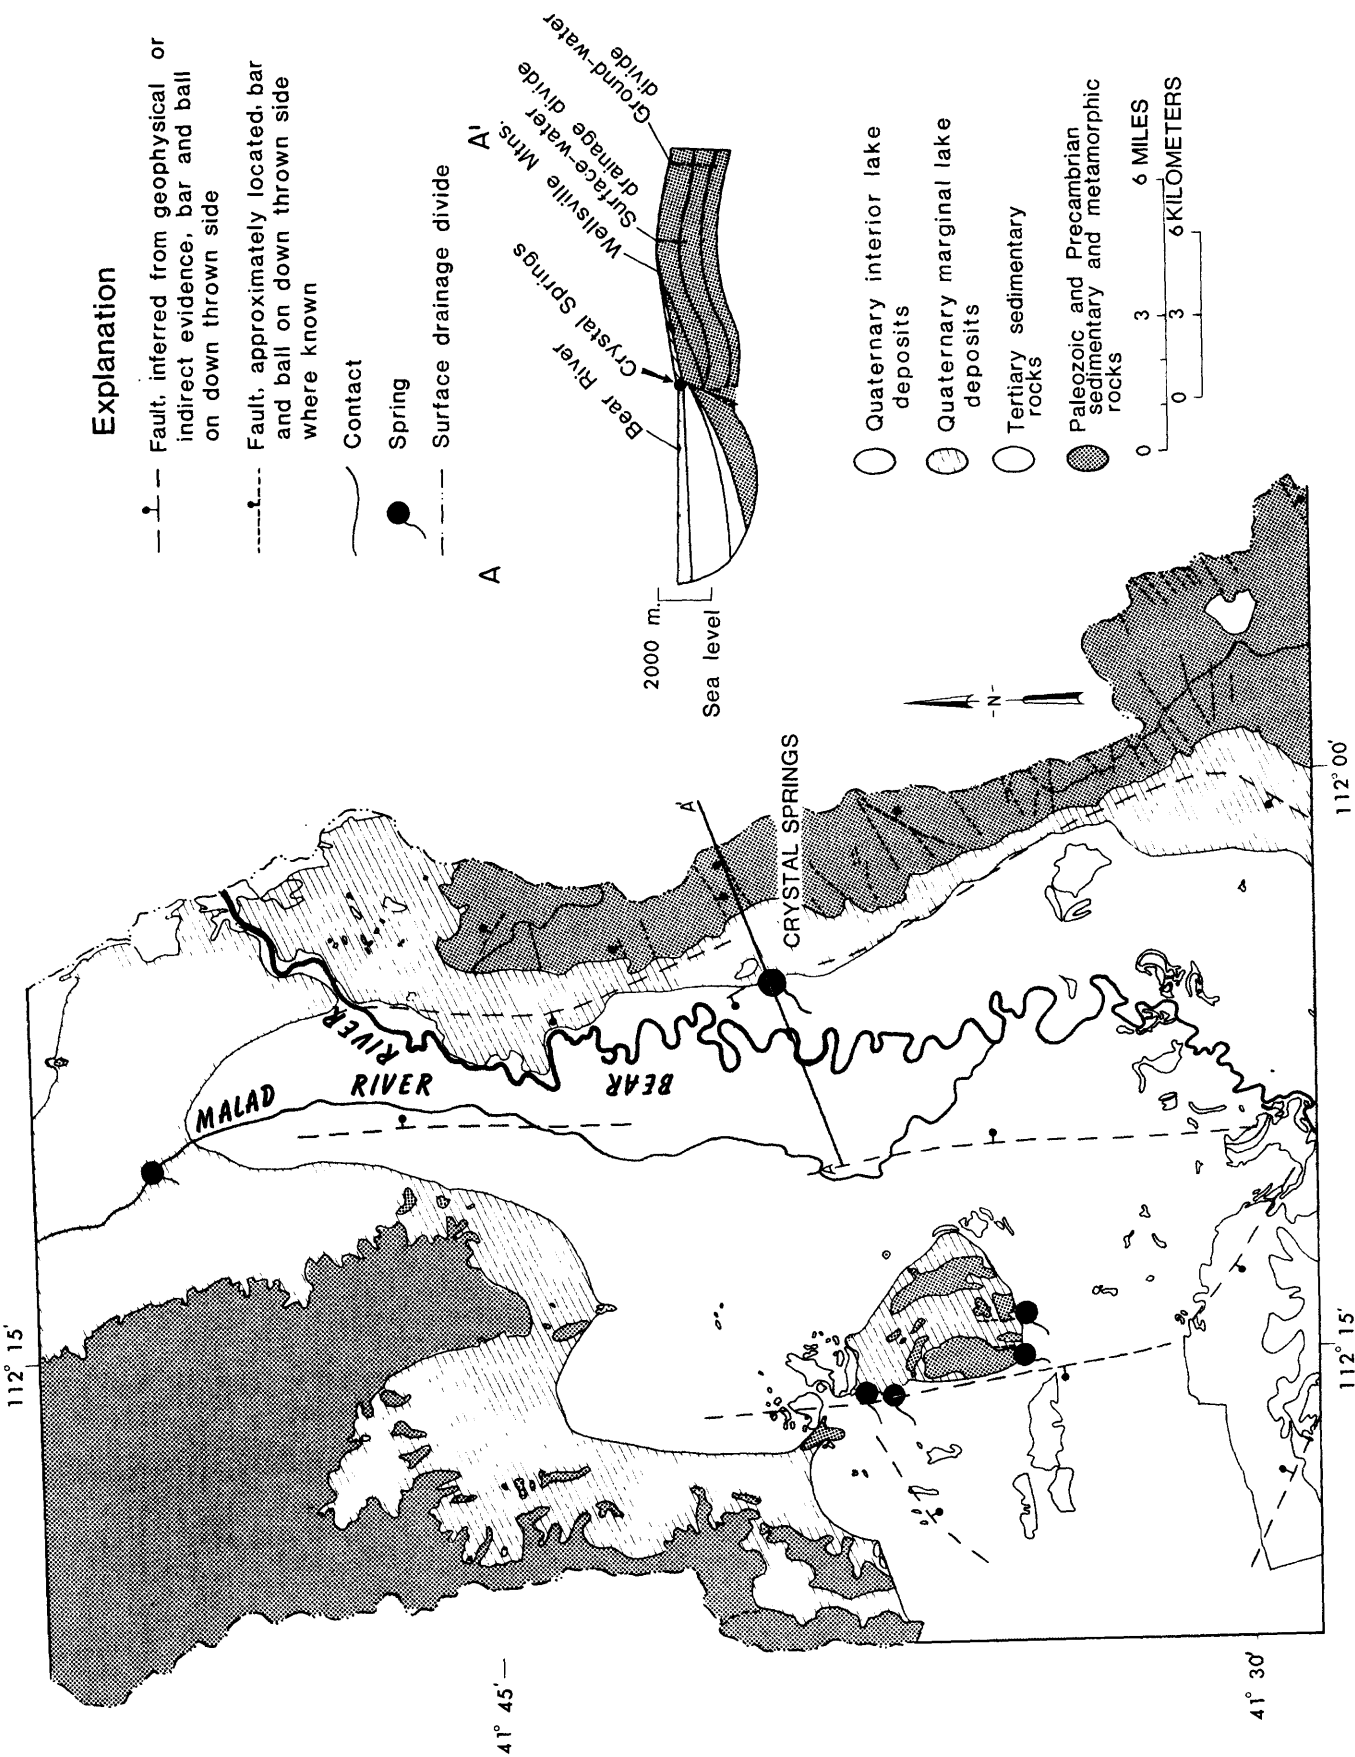 Explanation
Fault, inferred from geophysical or
indirect evidence, bar and ball
on down thrown side
Fault, approximately located, bar
and ball on down thrown side
where known
Contact
Spring
Surface drainage divide
A
A'
Bear River
Crystal Springs
Wellsville Mtns.
Surface-water
drainage divide
Ground-water
divide
2000 m.
Sea level
Quaternary interior lake
deposits
Quaternary marginal lake
deposits
Tertiary sedimentary
rocks
Paleozoic and Precambrian
sedimentary and metamorphic
rocks
0 3 6 MILES
0 3 6 KILOMETERS
-N-
112° 15'
MALAD
RIVER
RIVER
BEAR
A
A'
CRYSTAL SPRINGS
41° 45'
41° 30'
112° 15'
112° 00'